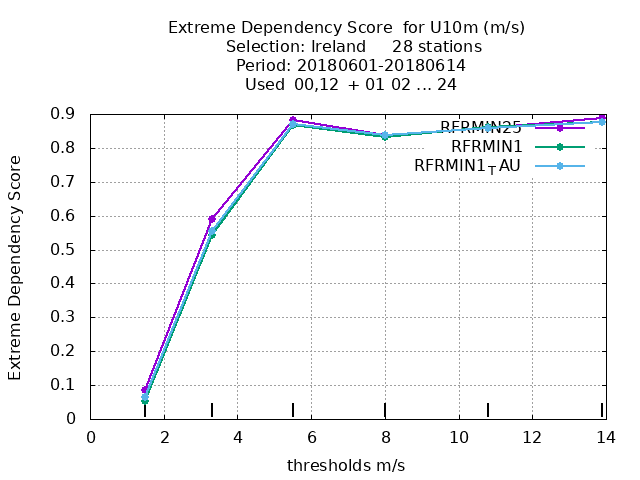 Extreme Dependency Score for U10m (m/s)
Selection: Ireland 28 stations
Period: 20180601-20180614
Used 00,12 + 01 02 ... 24
Extreme Dependency Score
0.9
0.8
0.7
0.6
0.5
0.4
0.3
0.2
0.1
0
RFRMIN25
RFRMIN1
RFRMIN1TAU
0 2 4 6 8 10 12 14
thresholds m/s